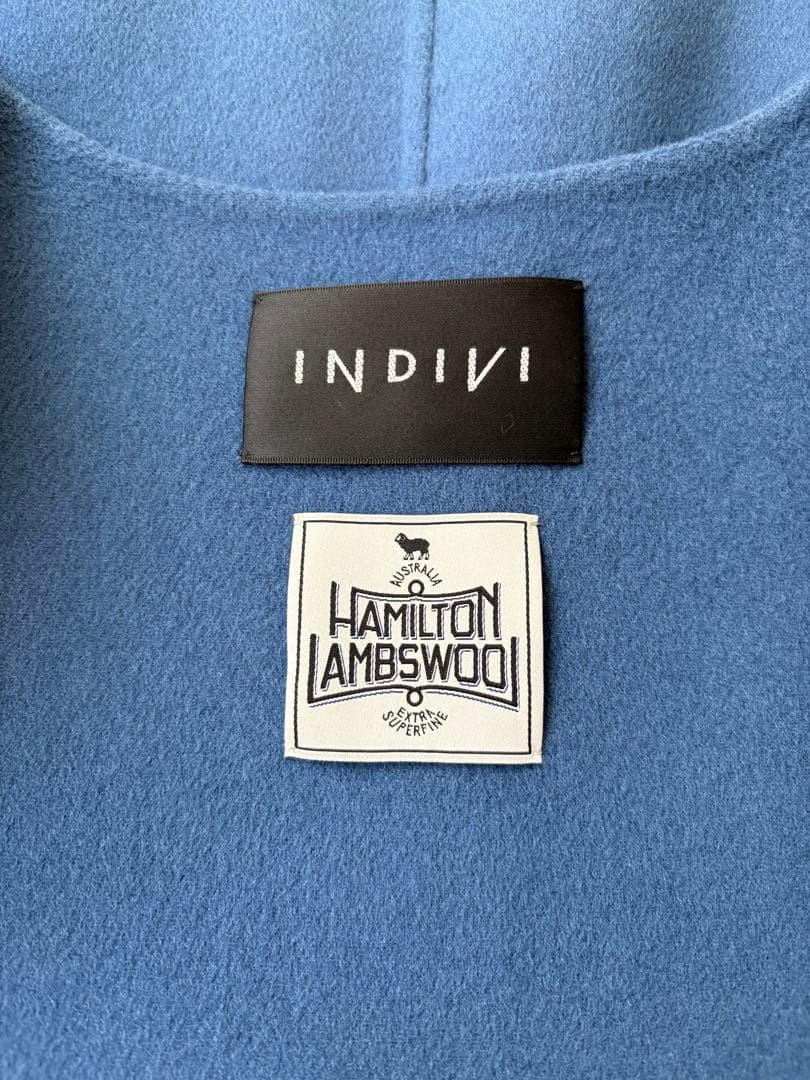 INDIVI
AUSTRALIA
HAMILTON
LAMBSWOOL
EXTRA
SUPERFINE